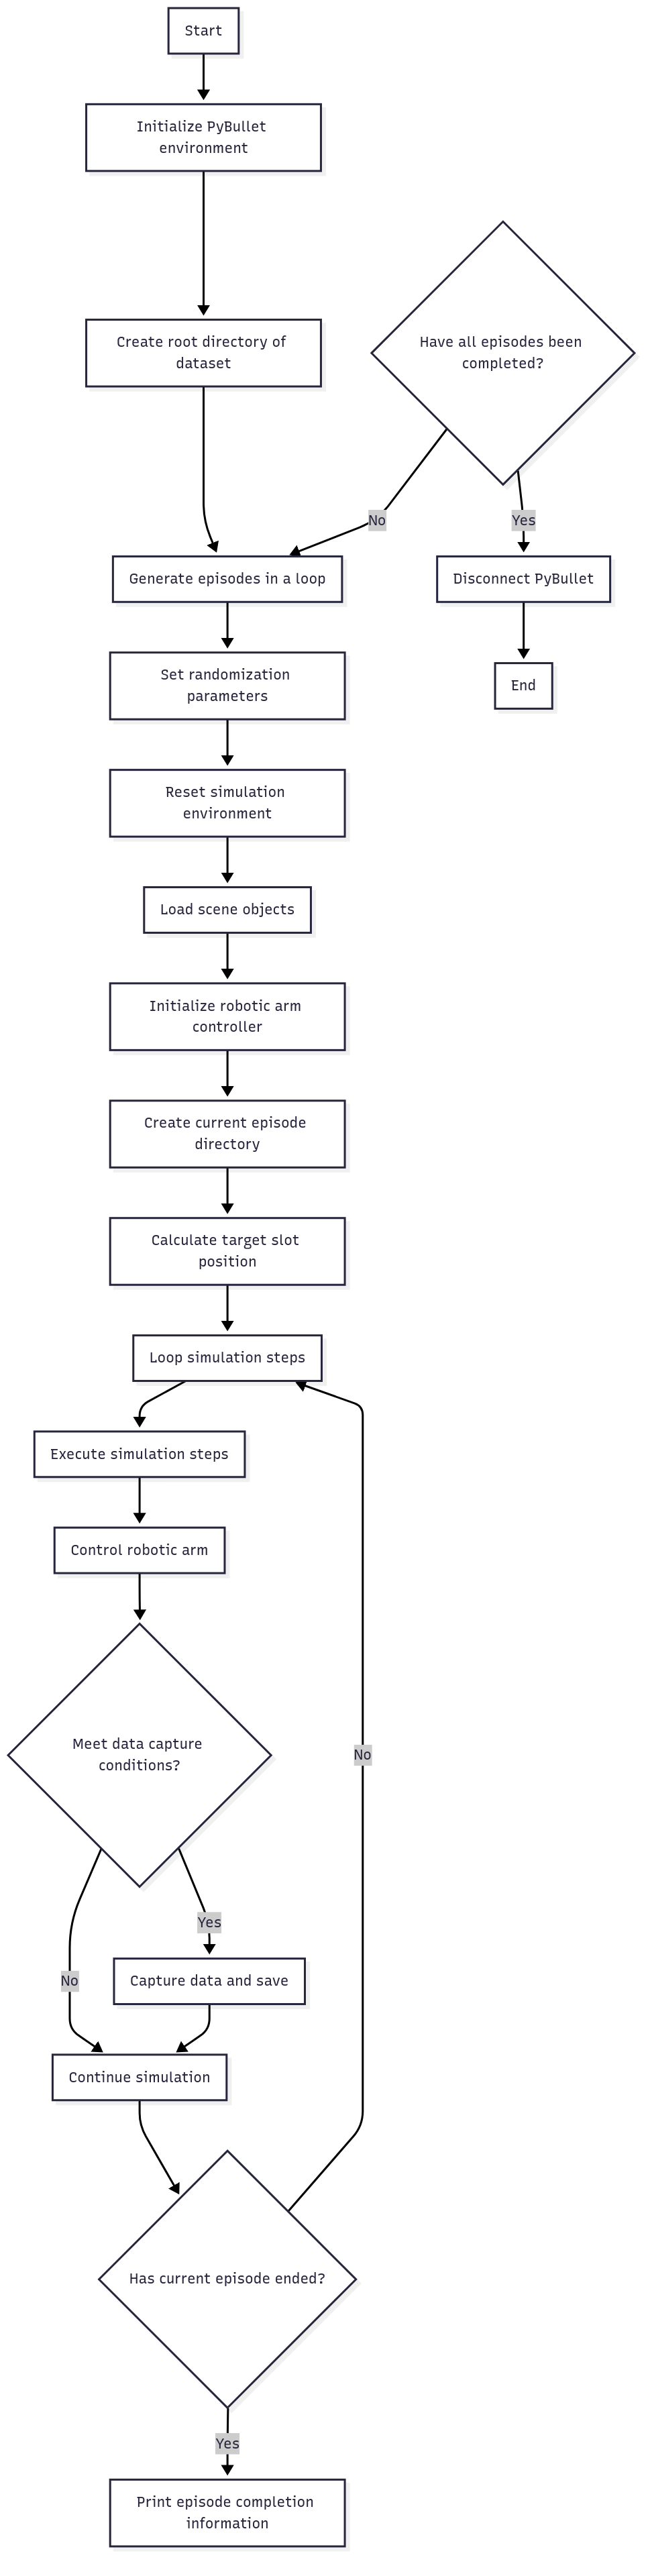 Start
Initialize PyBullet
environment
Create root directory of
dataset
Have all episodes been
completed?
No
Yes
Generate episodes in a loop
Disconnect PyBullet
Set randomization
parameters
End
Reset simulation
environment
Load scene objects
Initialize robotic arm
controller
Create current episode
directory
Calculate target slot
position
Loop simulation steps
Execute simulation steps
Control robotic arm
Meet data capture
conditions?
No
Yes
No
Capture data and save
Continue simulation
Has current episode ended?
Yes
Print episode completion
information